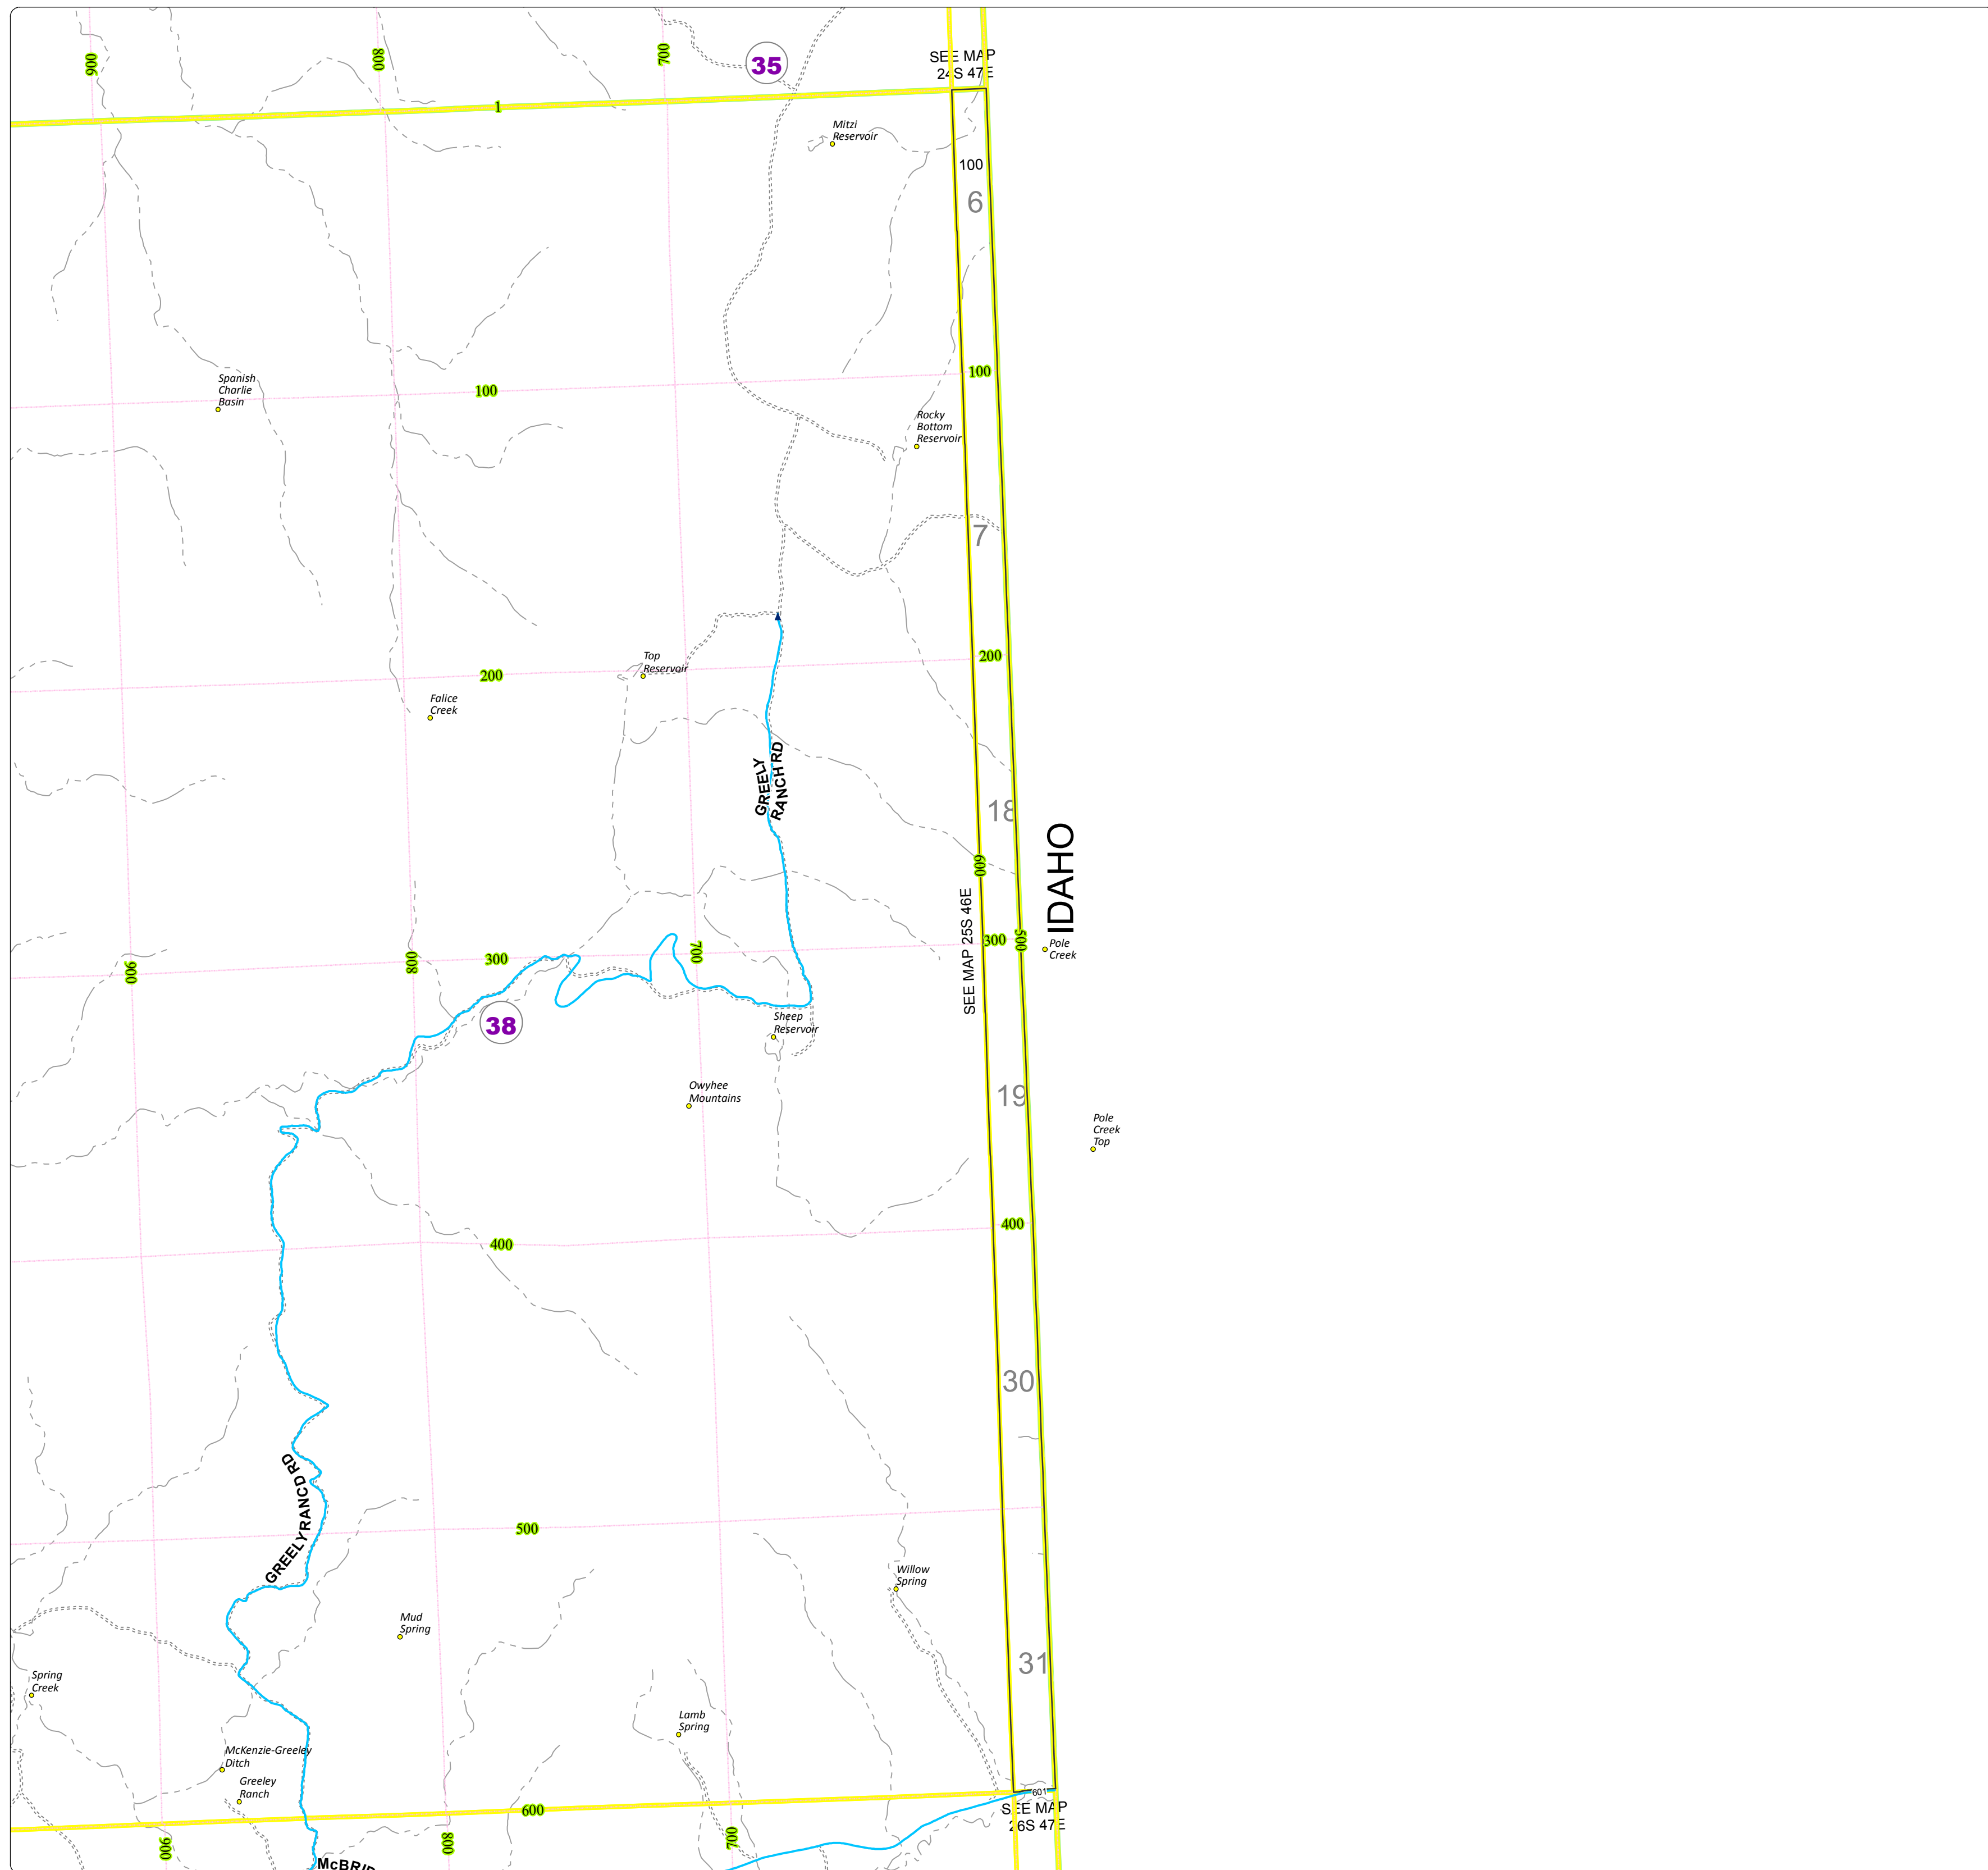 900
800
700
35
SEE MAP
24S 47E
1
Mitzi
Reservoir
100
6
100
Spanish
Charlie
Basin
100
Rocky
Bottom
Reservoir
7
Top
Reservoir
200
200
Falice
Creek
GREELY
RANCH RD
18
IDAHO
600
SEE MAP 25S 46E
300
500
Pole
Creek
900
800
300
700
38
Sheep
Reservoir
Owyhee
Mountains
19
Pole
Creek
Top
400
400
30
GREELYRANCD RD
500
Willow
Spring
Mud
Spring
31
Spring
Creek
Lamb
Spring
McKenzie-Greeley
Ditch
Greeley
Ranch
601
600
SEE MAP
26S 47E
900
800
700
McBRID